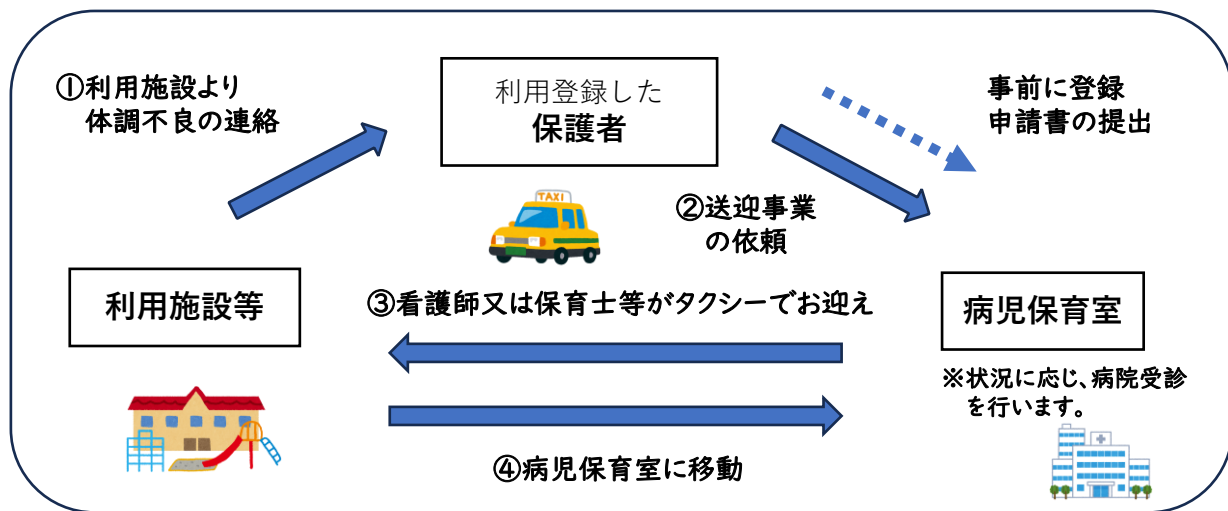 ①利用施設より
体調不良の連絡
利用登録した
保護者
事前に登録
申請書の提出
TAXI
②送迎事業
の依頼
利用施設等
③看護師又は保育士等がタクシーでお迎え
病児保育室
※状況に応じ、病院受診
を行います。
④病児保育室に移動